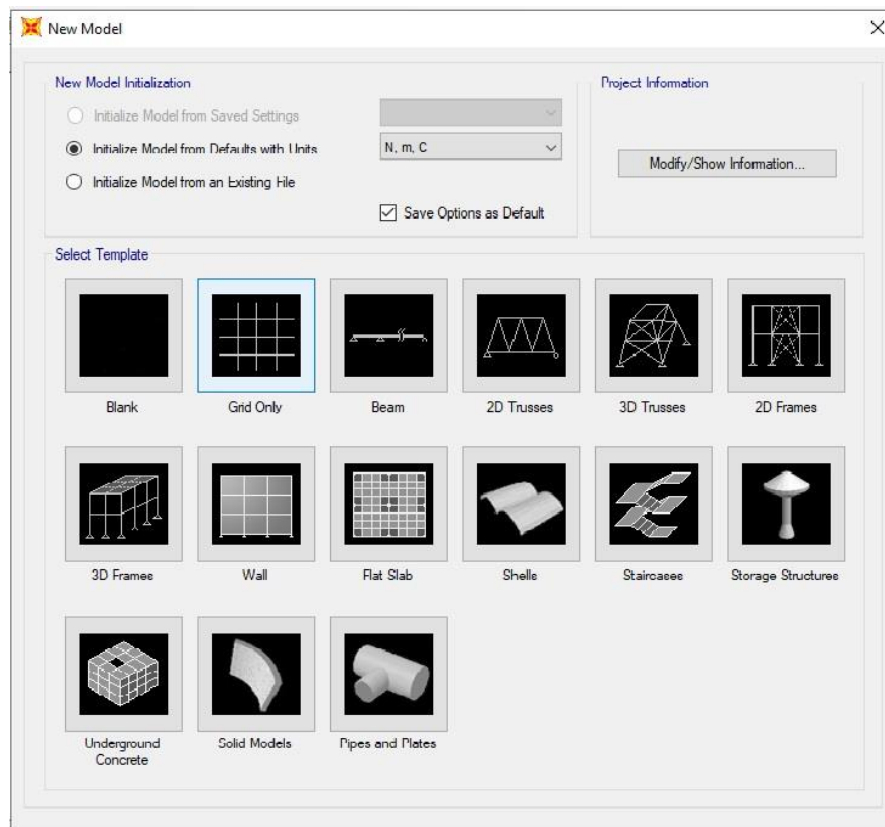 New Model
New Model Initialization
Project Information
Initialize Model from Saved Settings
Initialize Model from Defaults with Units
N, m, C
Modify/Show Information...
Initialize Model from an Existing File
Save Options as Default
Select Template
Blank
Grid Only
Beam
2D Trusses
3D Trusses
2D Frames
3D Frames
Wall
Flat Slab
Shells
Staircases
Storage Structures
Underground
Concrete
Solid Models
Pipes and Plates